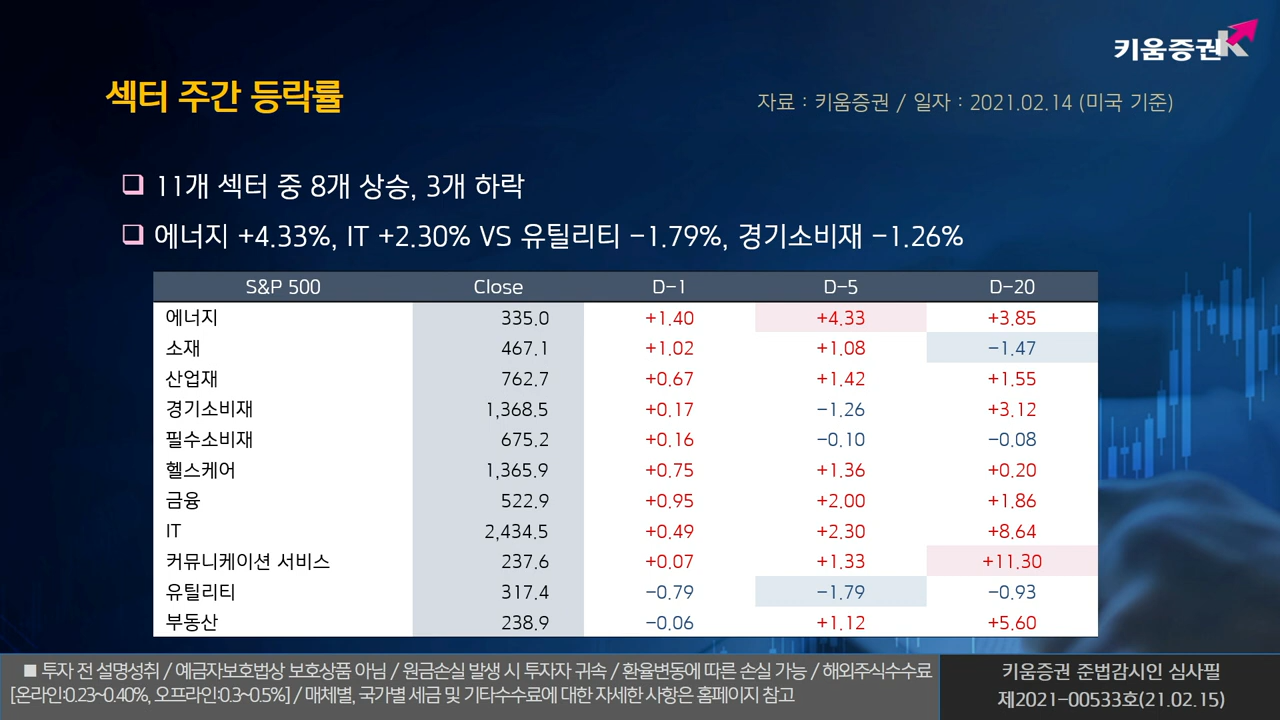 키움증권
섹터 주간 등락률
자료 : 키움증권 / 일자 : 2021.02.14 (미국 기준)
❑ 11개 섹터 중 8개 상승, 3개 하락
❑ 에너지 +4.33%, IT +2.30% VS 유틸리티 -1.79%, 경기소비재 -1.26%
S&P 500 Close D-1 D-5 D-20
에너지 335.0 +1.40 +4.33 +3.85
소재 467.1 +1.02 +1.08 -1.47
산업재 762.7 +0.67 +1.42 +1.55
경기소비재 1,368.5 +0.17 -1.26 +3.12
필수소비재 675.2 +0.16 -0.10 -0.08
헬스케어 1,365.9 +0.75 +1.36 +0.20
금융 522.9 +0.95 +2.00 +1.86
IT 2,434.5 +0.49 +2.30 +8.64
커뮤니케이션 서비스 237.6 +0.07 +1.33 +11.30
유틸리티 317.4 -0.79 -1.79 -0.93
부동산 238.9 -0.06 +1.12 +5.60
■ 투자 전 설명성취 / 예금자보호법상 보호상품 아님 / 원금손실 발생 시 투자자 귀속 / 환율변동에 따른 손실 가능 / 해외주식수수료
[온라인:0.23~0.40%, 오프라인:0.3~0.5%] / 매체별, 국가별 세금 및 기타수수료에 대한 자세한 사항은 홈페이지 참고
키움증권 준법감시인 심사필
제2021-00533호(21.02.15)